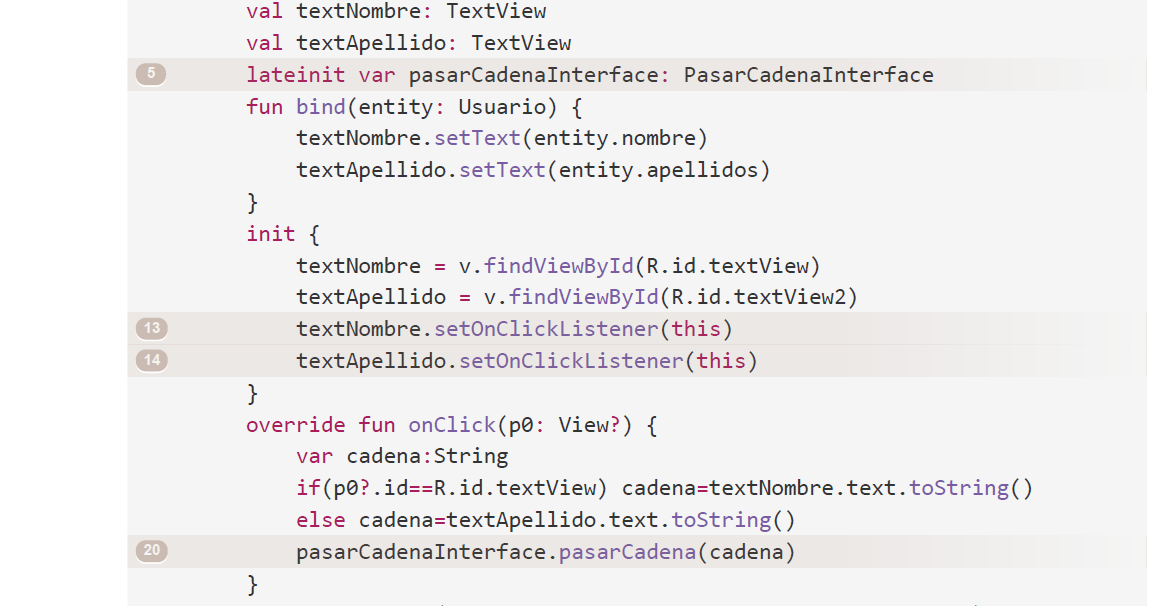 val textNombre: TextView
val textApellido: TextView
5 lateinit var pasarCadenaInterface: PasarCadenaInterface
fun bind(entity: Usuario) {
textNombre.setText(entity.nombre)
textApellido.setText(entity.apellidos)
}
init {
textNombre = v.findViewById(R.id.textView)
textApellido = v.findViewById(R.id.textView2)
13 textNombre.setOnClickListener(this)
14 textApellido.setOnClickListener(this)
}
override fun onClick(p0: View?) {
var cadena:String
if(p0?.id==R.id.textView) cadena=textNombre.text.toString()
else cadena=textApellido.text.toString()
20 pasarCadenaInterface.pasarCadena(cadena)
}